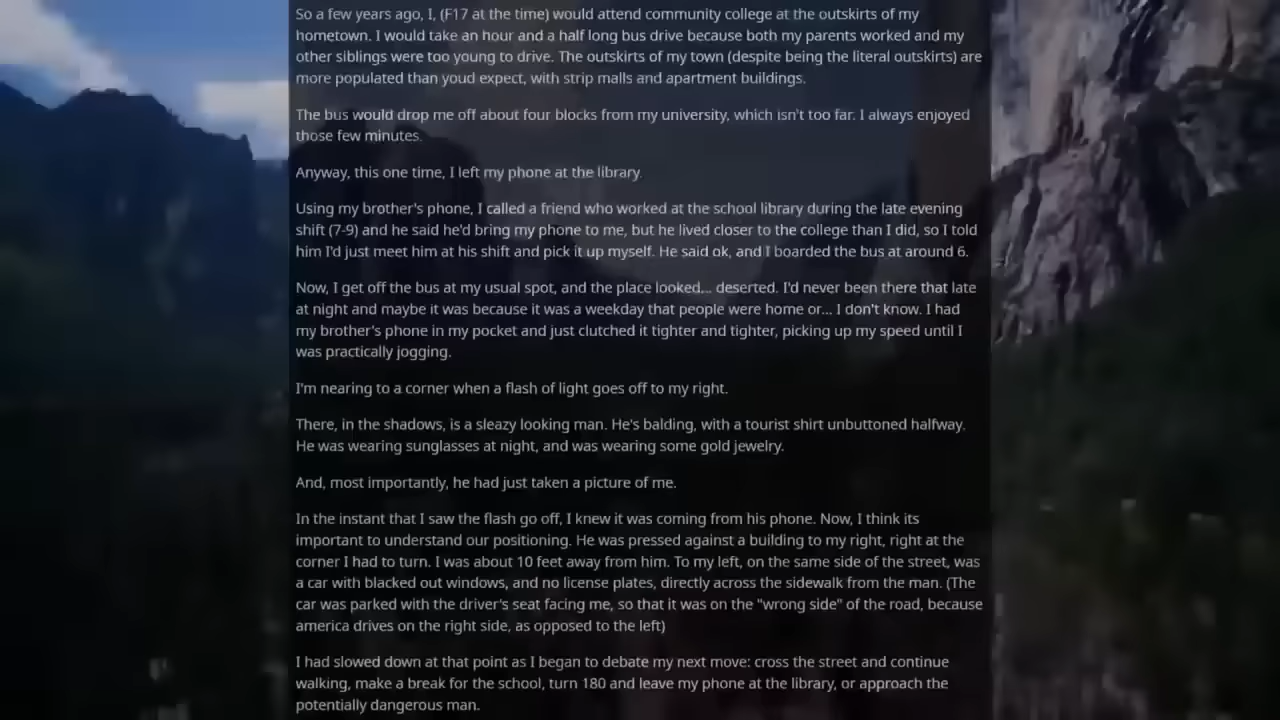 So a few years ago, I, (F17 at the time) would attend community college at the outskirts of my
hometown. I would take an hour and a half long bus drive because both my parents worked and my
other siblings were too young to drive. The outskirts of my town (despite being the literal outskirts) are
more populated than youd expect, with strip malls and apartment buildings.
The bus would drop me off about four blocks from my university, which isn't too far. I always enjoyed
those few minutes.
Anyway, this one time, I left my phone at the library.
Using my brother's phone, I called a friend who worked at the school library during the late evening
shift (7-9) and he said he'd bring my phone to me, but he lived closer to the college than I did, so I told
him I'd just meet him at his shift and pick it up myself. He said ok, and I boarded the bus at around 6.
Now, I get off the bus at my usual spot, and the place looked... deserted. I'd never been there that late
at night and maybe it was because it was a weekday that people were home or... I don't know. I had
my brother's phone in my pocket and just clutched it tighter and tighter, picking up my speed until I
was practically jogging.
I'm nearing to a corner when a flash of light goes off to my right.
There, in the shadows, is a sleazy looking man. He's balding, with a tourist shirt unbuttoned halfway.
He was wearing sunglasses at night, and was wearing some gold jewelry.
And, most importantly, he had just taken a picture of me.
In the instant that I saw the flash go off, I knew it was coming from his phone. Now, I think its
important to understand our positioning. He was pressed against a building to my right, right at the
corner I had to turn. I was about 10 feet away from him. To my left, on the same side of the street, was
a car with blacked out windows, and no license plates, directly across the sidewalk from the man. (The
car was parked with the driver's seat facing me, so that it was on the "wrong side" of the road, because
america drives on the right side, as opposed to the left)
I had slowed down at that point as I began to debate my next move: cross the street and continue
walking, make a break for the school, turn 180 and leave my phone at the library, or approach the
potentially dangerous man.